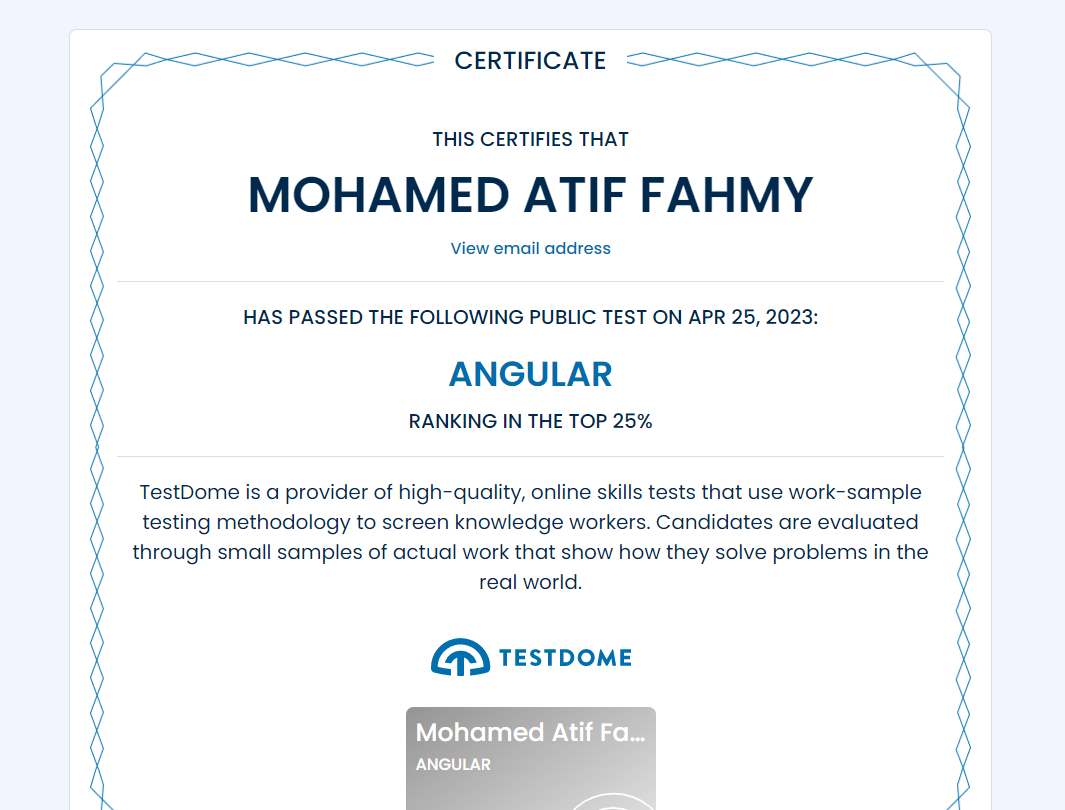 CERTIFICATE
THIS CERTIFIES THAT
MOHAMED ATIF FAHMY
View email address
HAS PASSED THE FOLLOWING PUBLIC TEST ON APR 25, 2023:
ANGULAR
RANKING IN THE TOP 25%
TestDome is a provider of high-quality, online skills tests that use work-sample
testing methodology to screen knowledge workers. Candidates are evaluated
through small samples of actual work that show how they solve problems in the
real world.
TESTDOME
Mohamed Atif Fa...
ANGULAR